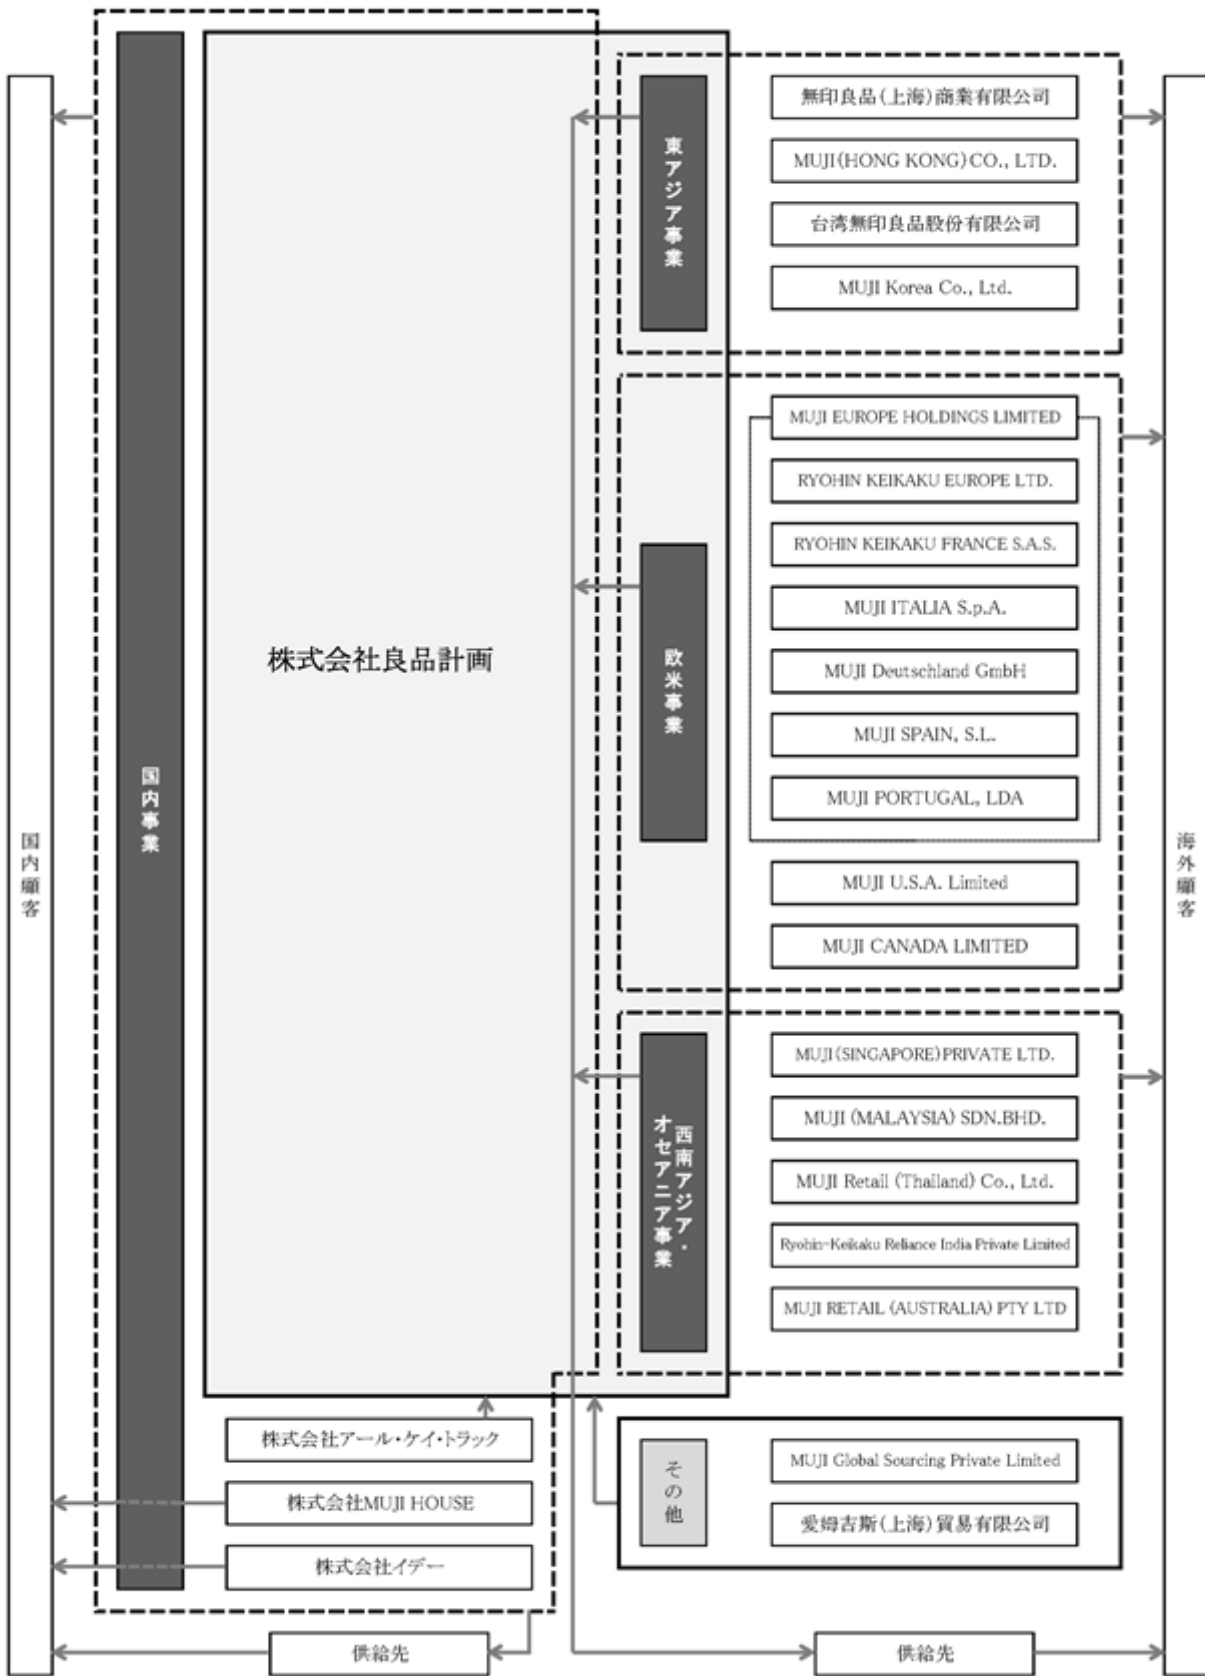 国内顧客
国内事業
株式会社良品計画
東アジア事業
無印良品(上海)商業有限公司
MUJI(HONG KONG)CO., LTD.
台湾無印良品股份有限公司
MUJI Korea Co., Ltd.
欧米事業
MUJI EUROPE HOLDINGS LIMITED
RYOHIN KEIKAKU EUROPE LTD.
RYOHIN KEIKAKU FRANCE S.A.S.
MUJI ITALIA S.p.A.
MUJI Deutschland GmbH
MUJI SPAIN, S.L.
MUJI PORTUGAL, LDA
MUJI U.S.A. Limited
MUJI CANADA LIMITED
西南アジア・
オセアニア事業
MUJI(SINGAPORE)PRIVATE LTD.
MUJI (MALAYSIA) SDN.BHD.
MUJI Retail (Thailand) Co., Ltd.
Ryohin-Keikaku Reliance India Private Limited
MUJI RETAIL (AUSTRALIA) PTY LTD
海外顧客
株式会社アール・ケイ・トラック
株式会社MUJI HOUSE
株式会社イデー
その他
MUJI Global Sourcing Private Limited
愛姆吉斯(上海)貿易有限公司
供給先
供給先